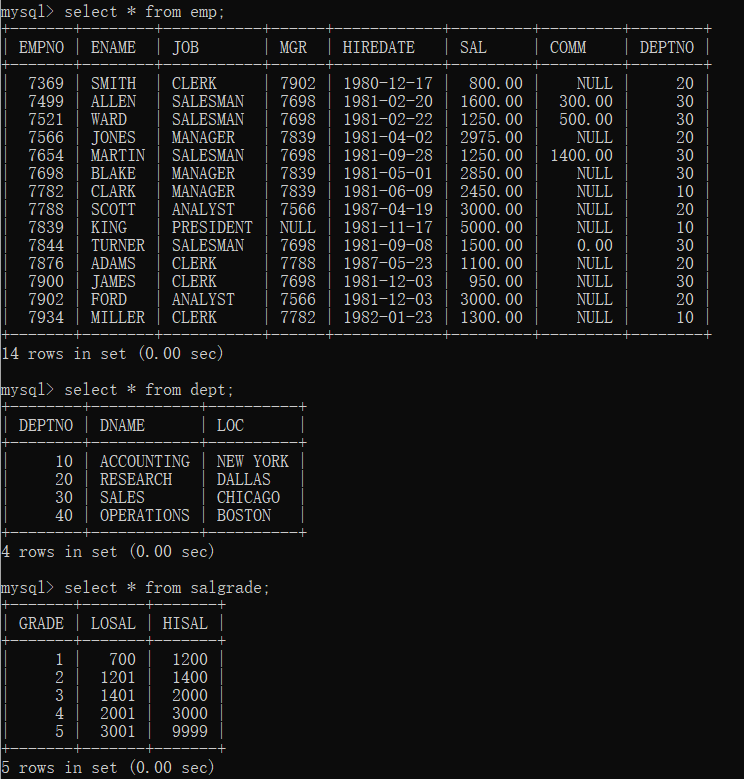 mysql> select * from emp;
+-------+--------+-----------+------+------------+---------+---------+--------+
| EMPNO | ENAME  | JOB       | MGR  | HIREDATE   | SAL     | COMM    | DEPTNO |
+-------+--------+-----------+------+------------+---------+---------+--------+
|  7369 | SMITH  | CLERK     | 7902 | 1980-12-17 |  800.00 |    NULL |     20 |
|  7499 | ALLEN  | SALESMAN  | 7698 | 1981-02-20 | 1600.00 |  300.00 |     30 |
|  7521 | WARD   | SALESMAN  | 7698 | 1981-02-22 | 1250.00 |  500.00 |     30 |
|  7566 | JONES  | MANAGER   | 7839 | 1981-04-02 | 2975.00 |    NULL |     20 |
|  7654 | MARTIN | SALESMAN  | 7698 | 1981-09-28 | 1250.00 | 1400.00 |     30 |
|  7698 | BLAKE  | MANAGER   | 7839 | 1981-05-01 | 2850.00 |    NULL |     30 |
|  7782 | CLARK  | MANAGER   | 7839 | 1981-06-09 | 2450.00 |    NULL |     10 |
|  7788 | SCOTT  | ANALYST   | 7566 | 1987-04-19 | 3000.00 |    NULL |     20 |
|  7839 | KING   | PRESIDENT | NULL | 1981-11-17 | 5000.00 |    NULL |     10 |
|  7844 | TURNER | SALESMAN  | 7698 | 1981-09-08 | 1500.00 |    0.00 |     30 |
|  7876 | ADAMS  | CLERK     | 7788 | 1987-05-23 | 1100.00 |    NULL |     20 |
|  7900 | JAMES  | CLERK     | 7698 | 1981-12-03 |  950.00 |    NULL |     30 |
|  7902 | FORD   | ANALYST   | 7566 | 1981-12-03 | 3000.00 |    NULL |     20 |
|  7934 | MILLER | CLERK     | 7782 | 1982-01-23 | 1300.00 |    NULL |     10 |
+-------+--------+-----------+------+------------+---------+---------+--------+
14 rows in set (0.00 sec)

mysql> select * from dept;
+--------+------------+----------+
| DEPTNO | DNAME      | LOC      |
+--------+------------+----------+
|     10 | ACCOUNTING | NEW YORK |
|     20 | RESEARCH   | DALLAS   |
|     30 | SALES      | CHICAGO  |
|     40 | OPERATIONS | BOSTON   |
+--------+------------+----------+
4 rows in set (0.00 sec)

mysql> select * from salgrade;
+-------+-------+-------+
| GRADE | LOSAL | HISAL |
+-------+-------+-------+
|     1 |   700 |  1200 |
|     2 |  1201 |  1400 |
|     3 |  1401 |  2000 |
|     4 |  2001 |  3000 |
|     5 |  3001 |  9999 |
+-------+-------+-------+
5 rows in set (0.00 sec)